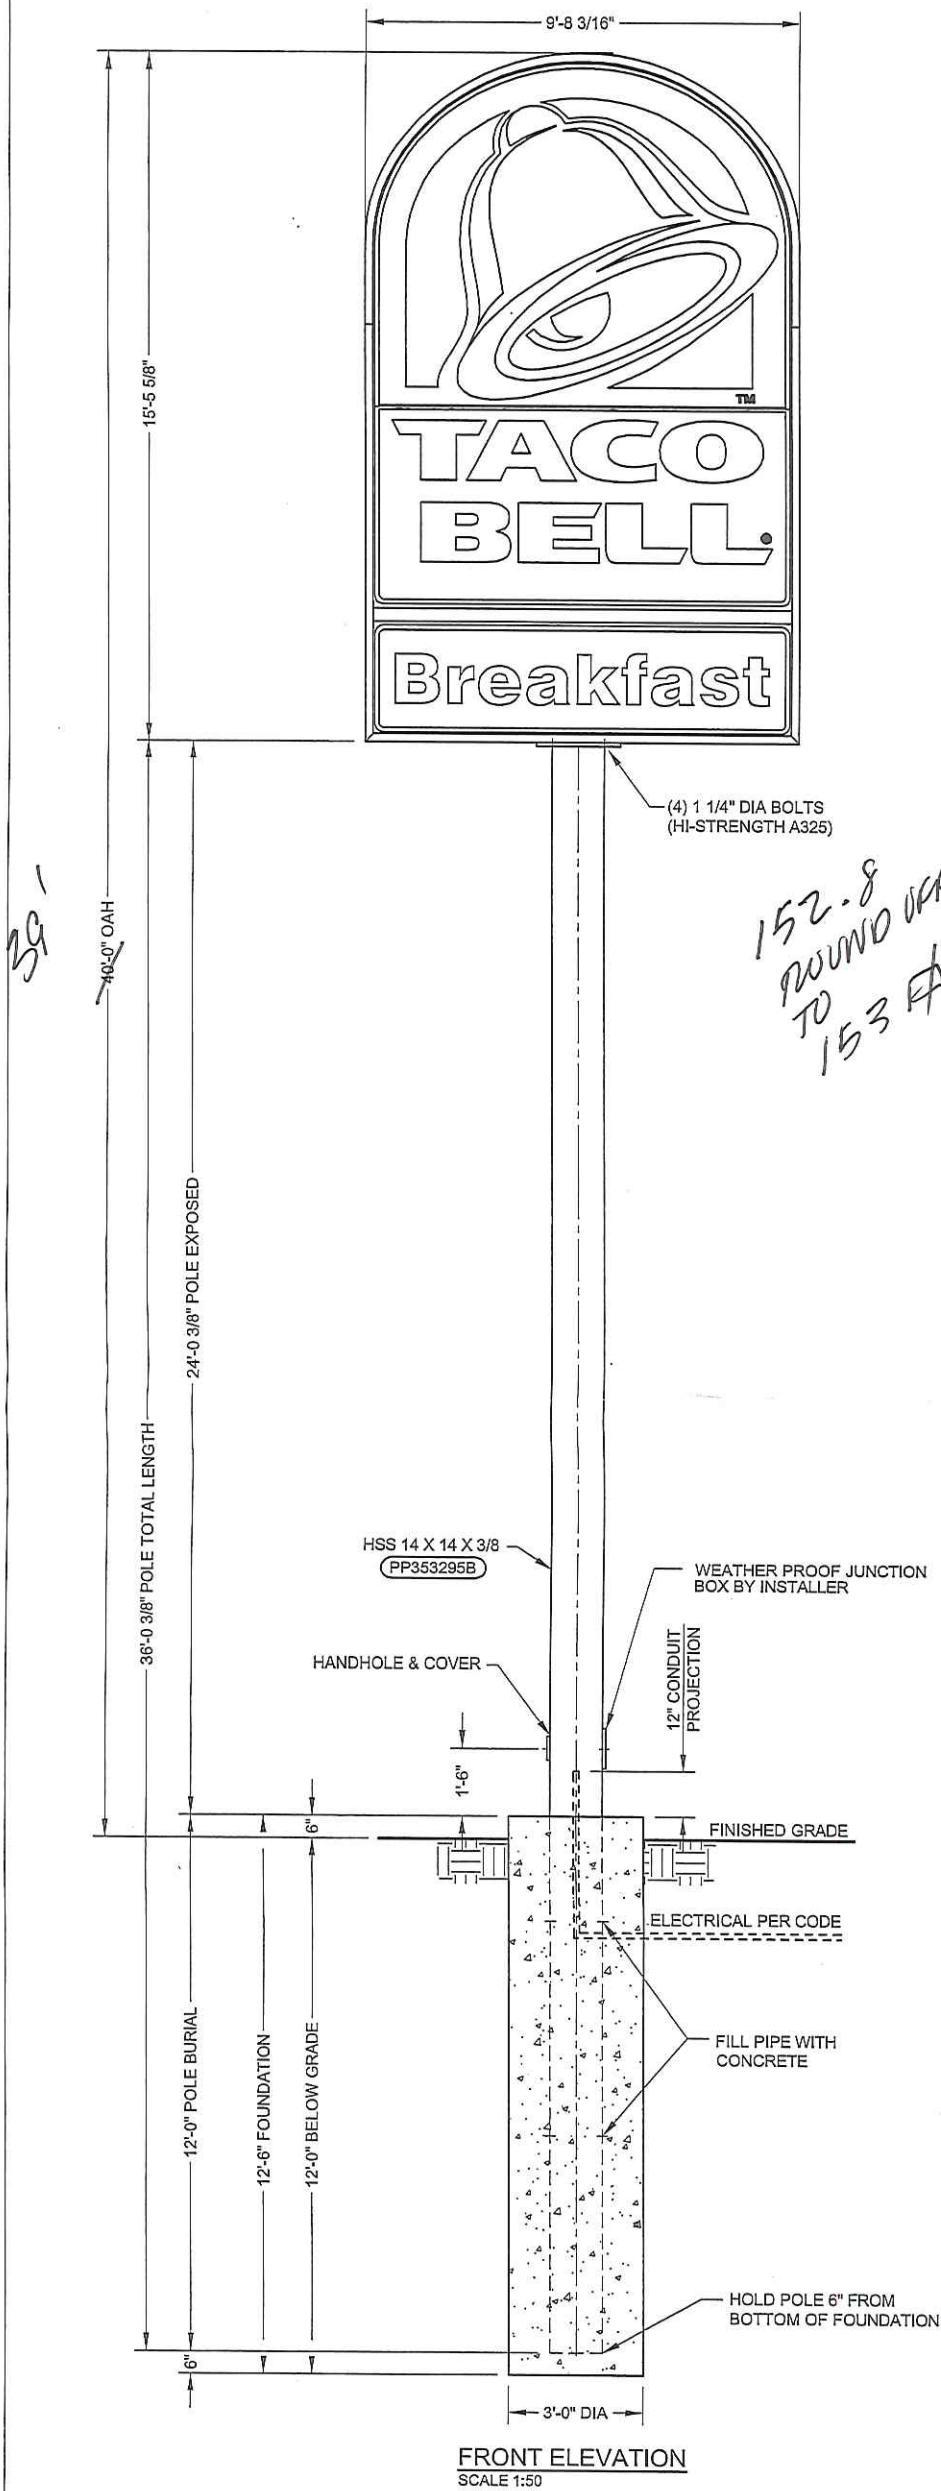 9'-8 3/16"
15'-5 5/8"
TM
TACO
BELL
Breakfast
(4) 1 1/4" DIA BOLTS
(HI-STRENGTH A325)
39'
40'-0" OAH
152.8
ROUND
TO
153
24'-0 3/8" POLE EXPOSED
36'-0 3/8" POLE TOTAL LENGTH
HSS 14 X 14 X 3/8
PP353295B
WEATHER PROOF JUNCTION
BOX BY INSTALLER
HANDHOLE & COVER
12" CONDUIT
PROJECTION
1'-6"
6"
FINISHED GRADE
ELECTRICAL PER CODE
12'-0" POLE BURIAL
12'-6" FOUNDATION
12'-0" BELOW GRADE
FILL PIPE WITH
CONCRETE
HOLD POLE 6" FROM
BOTTOM OF FOUNDATION
6"
3'-0" DIA
FRONT ELEVATION
SCALE 1:50